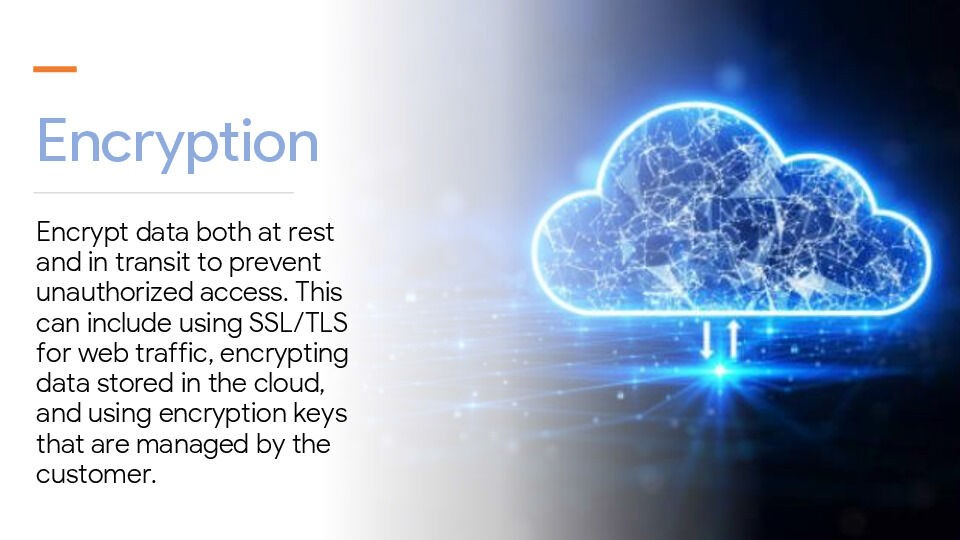 Encryption
Encrypt data both at rest
and in transit to prevent
unauthorized access. This
can include using SSL/TLS
for web traffic, encrypting
data stored in the cloud,
and using encryption keys
that are managed by the
customer.